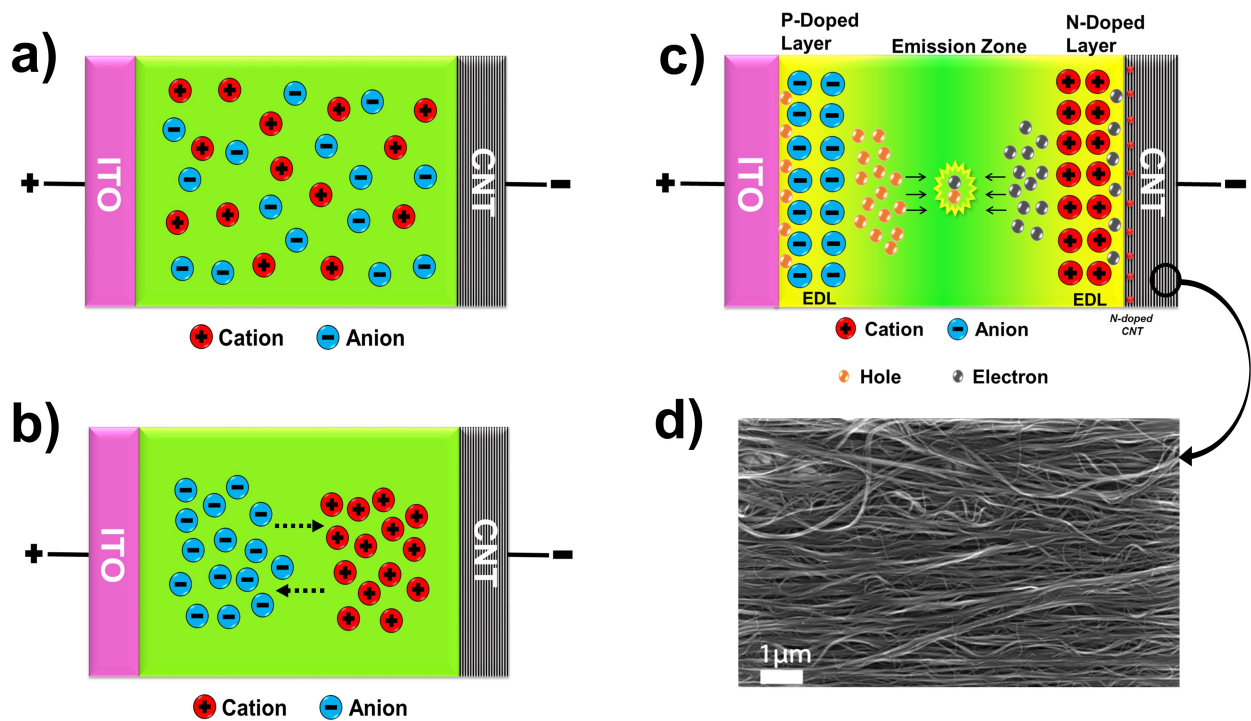 a)
ITO
CNT
+
-
Cation
Anion
b)
ITO
CNT
+
-
Cation
Anion
c)
P-Doped
Layer
Emission Zone
N-Doped
Layer
ITO
CNT
+
-
EDL
EDL
N-doped
CNT
Cation
Anion
Hole
Electron
d)
1μm